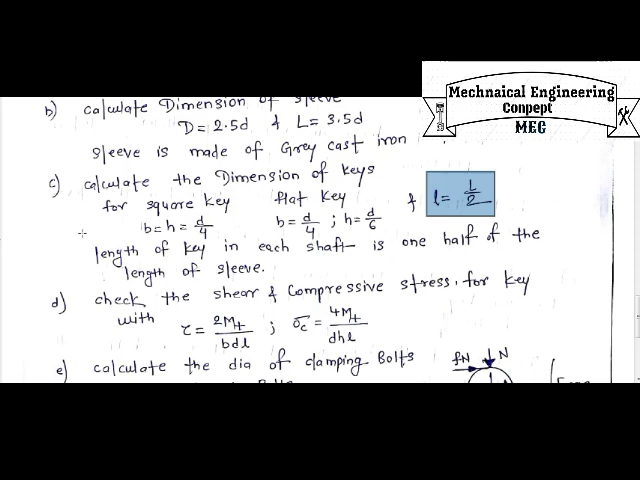 Mechnaical Engineering
Conpept
MEC
b) calculate Dimension of sleeve
D = 2.5d & L = 3.5d
sleeve is made of Grey cast iron
c) calculate the Dimension of keys
for square key flat key & l = L/2
b = h = d/4 b = d/4 ; h = d/6
length of key in each shaft is one half of the
length of sleeve.
d) check the shear & Compressive stress. for key
with τ = 2Mt/bdl ; σc = 4Mt/dhl
e) calculate the dia of clamping Bolts
fN N